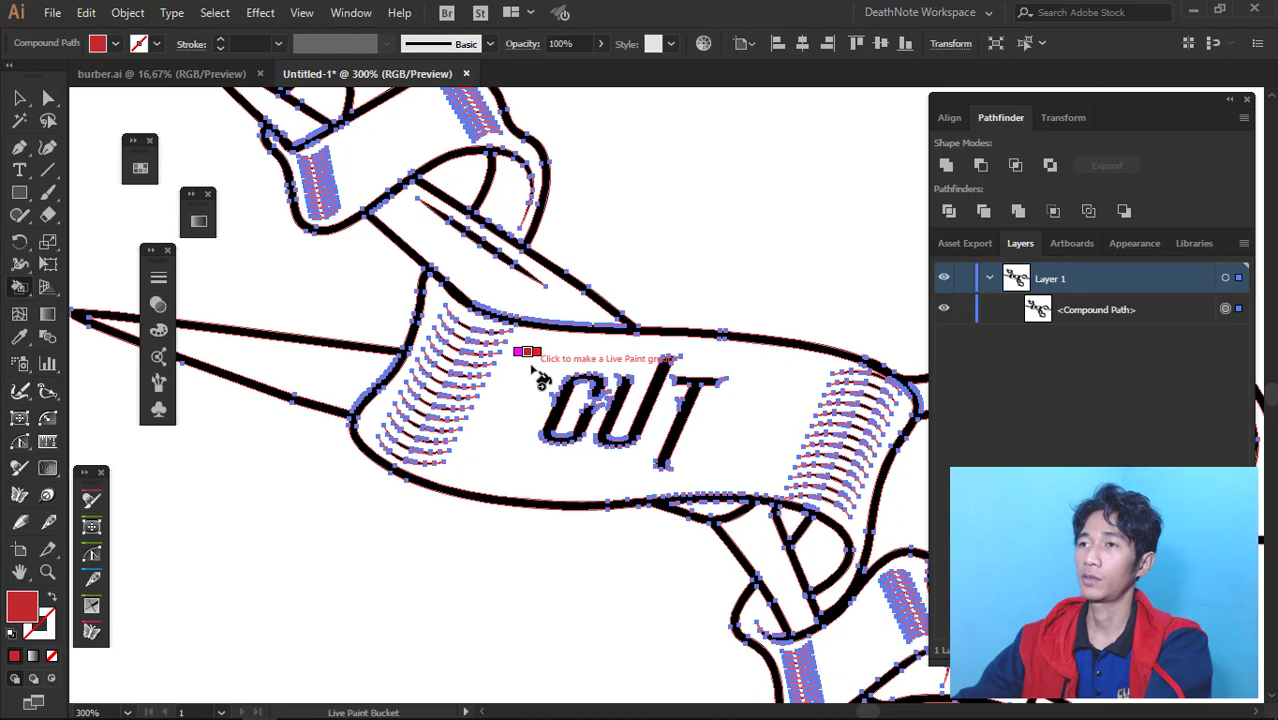 Ai File Edit Object Type Select Effect View Window Help Br St DeathNote Workspace Search Adobe Stock
Compound Path Stroke: Basic Opacity: 100% Style: Transform
burber.ai @ 16,67% (RGB/Preview) Untitled-1* @ 300% (RGB/Preview)
Align Pathfinder Transform
Shape Modes:
Expand
Pathfinders:
Asset Export Layers Artboards Appearance Libraries
Layer 1
<Compound Path>
Click to make a Live Paint group
CUT
300% 1 Live Paint Bucket